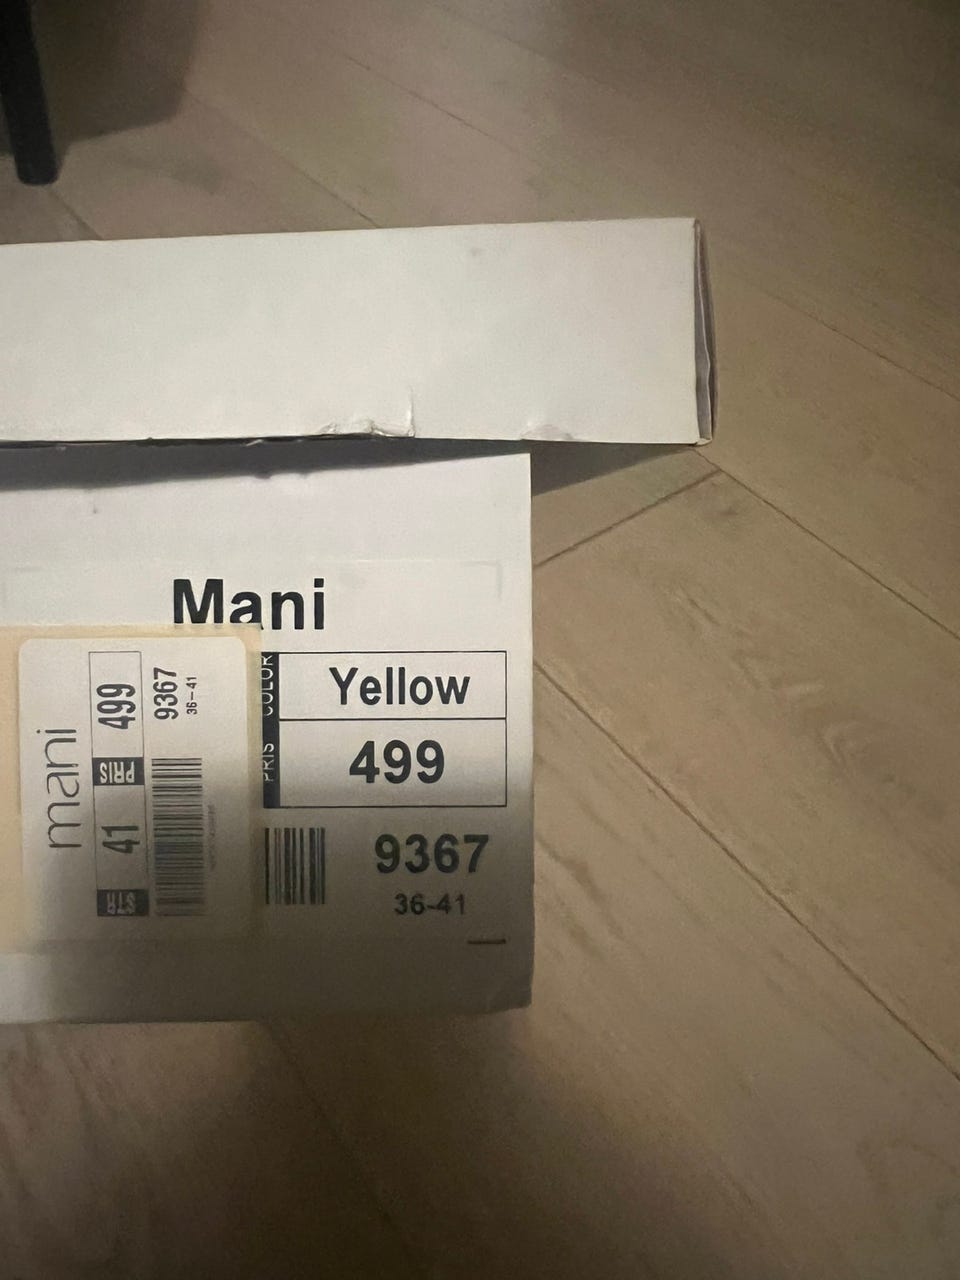 Mani
COLOR Yellow
PRIS 499
9367
36-41
mani
STR 41 PRIS 499
9367
36-41